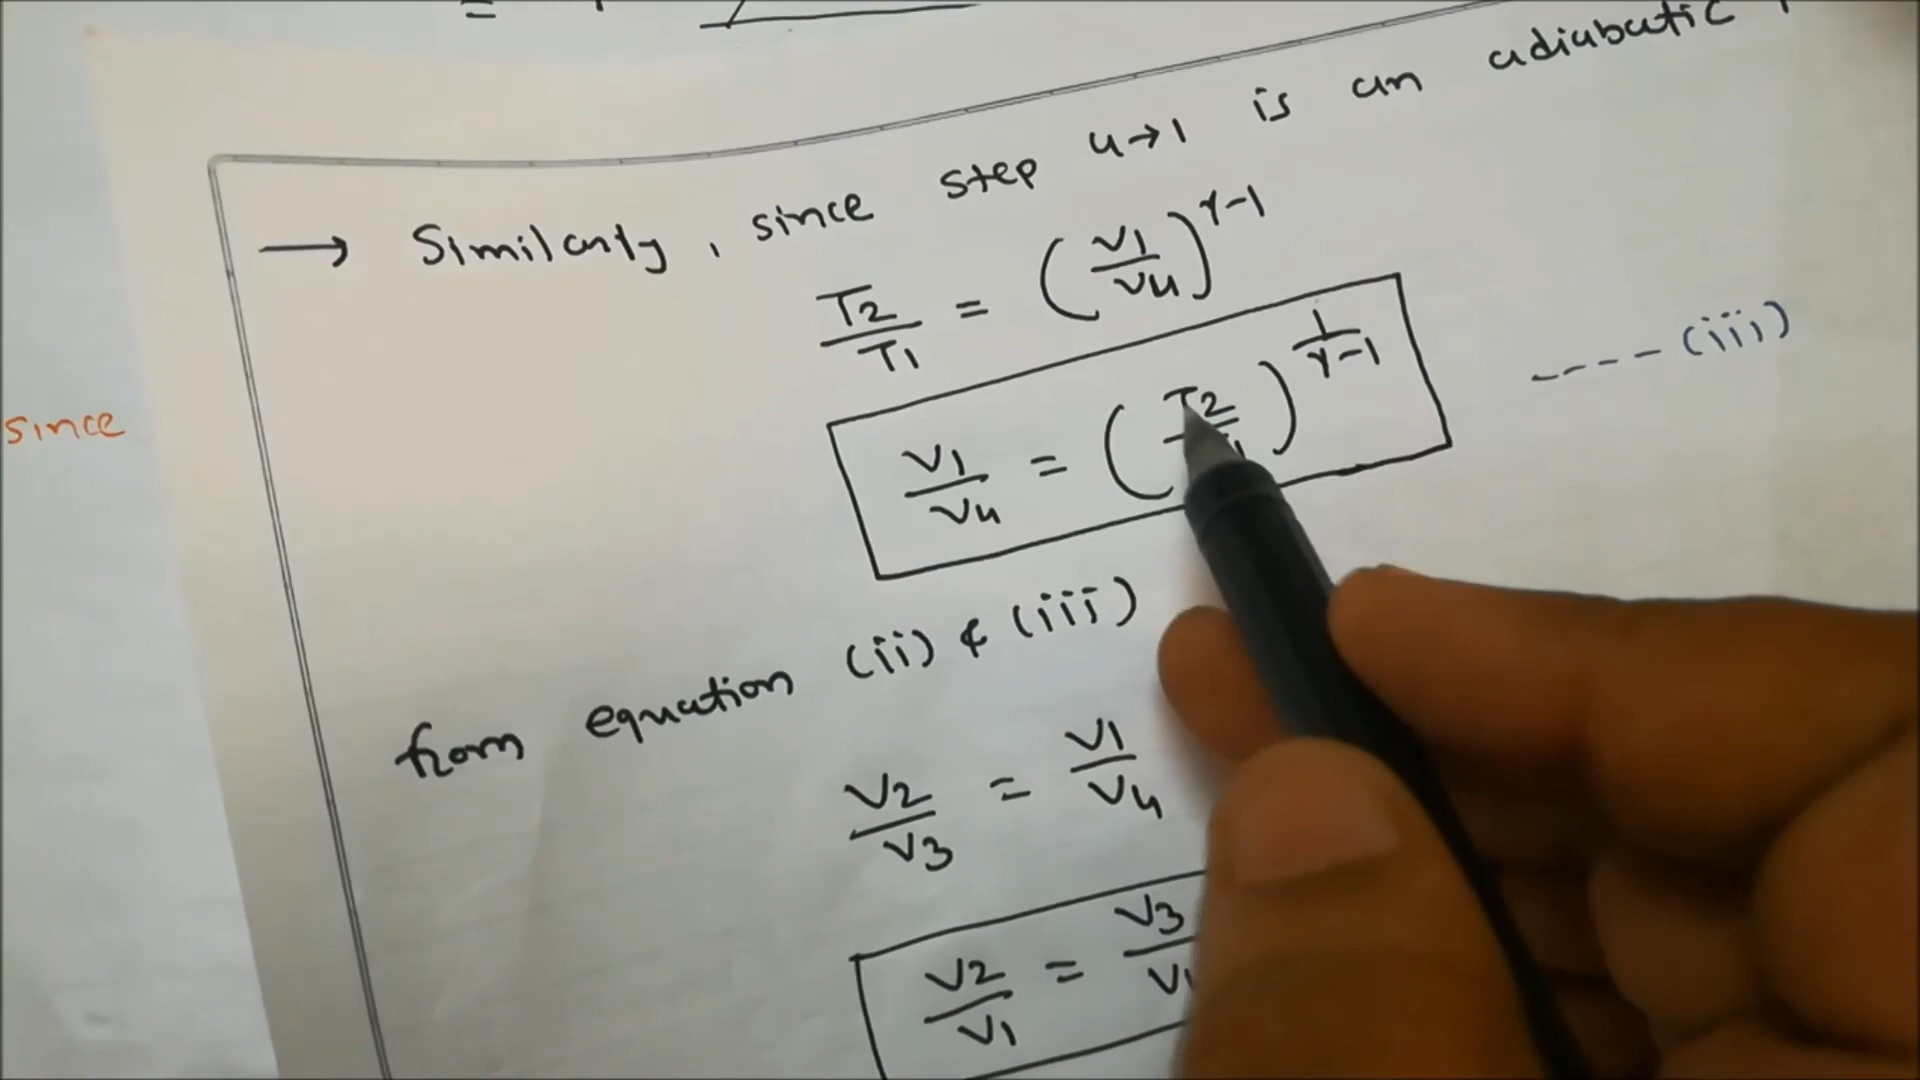 → Similarly, since step 4→1 is an adiabatic
T2/T1 = (V1/V4)^γ-1
since
V1/V4 = (T2/T1)^1/γ-1 ----(iii)
from equation (ii) & (iii)
V2/V3 = V1/V4
V2/V1 = V3/